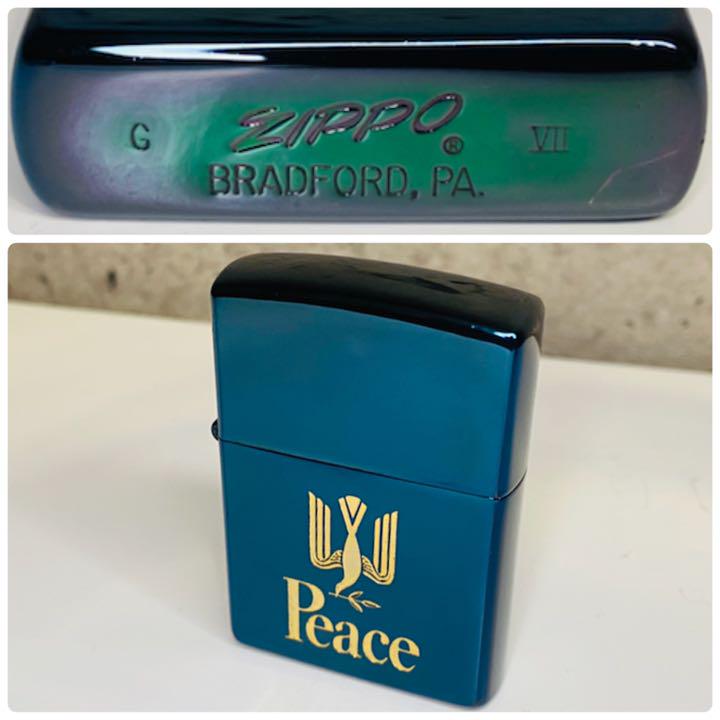 G ZIPPO ® VII
BRADFORD, PA.
Peace